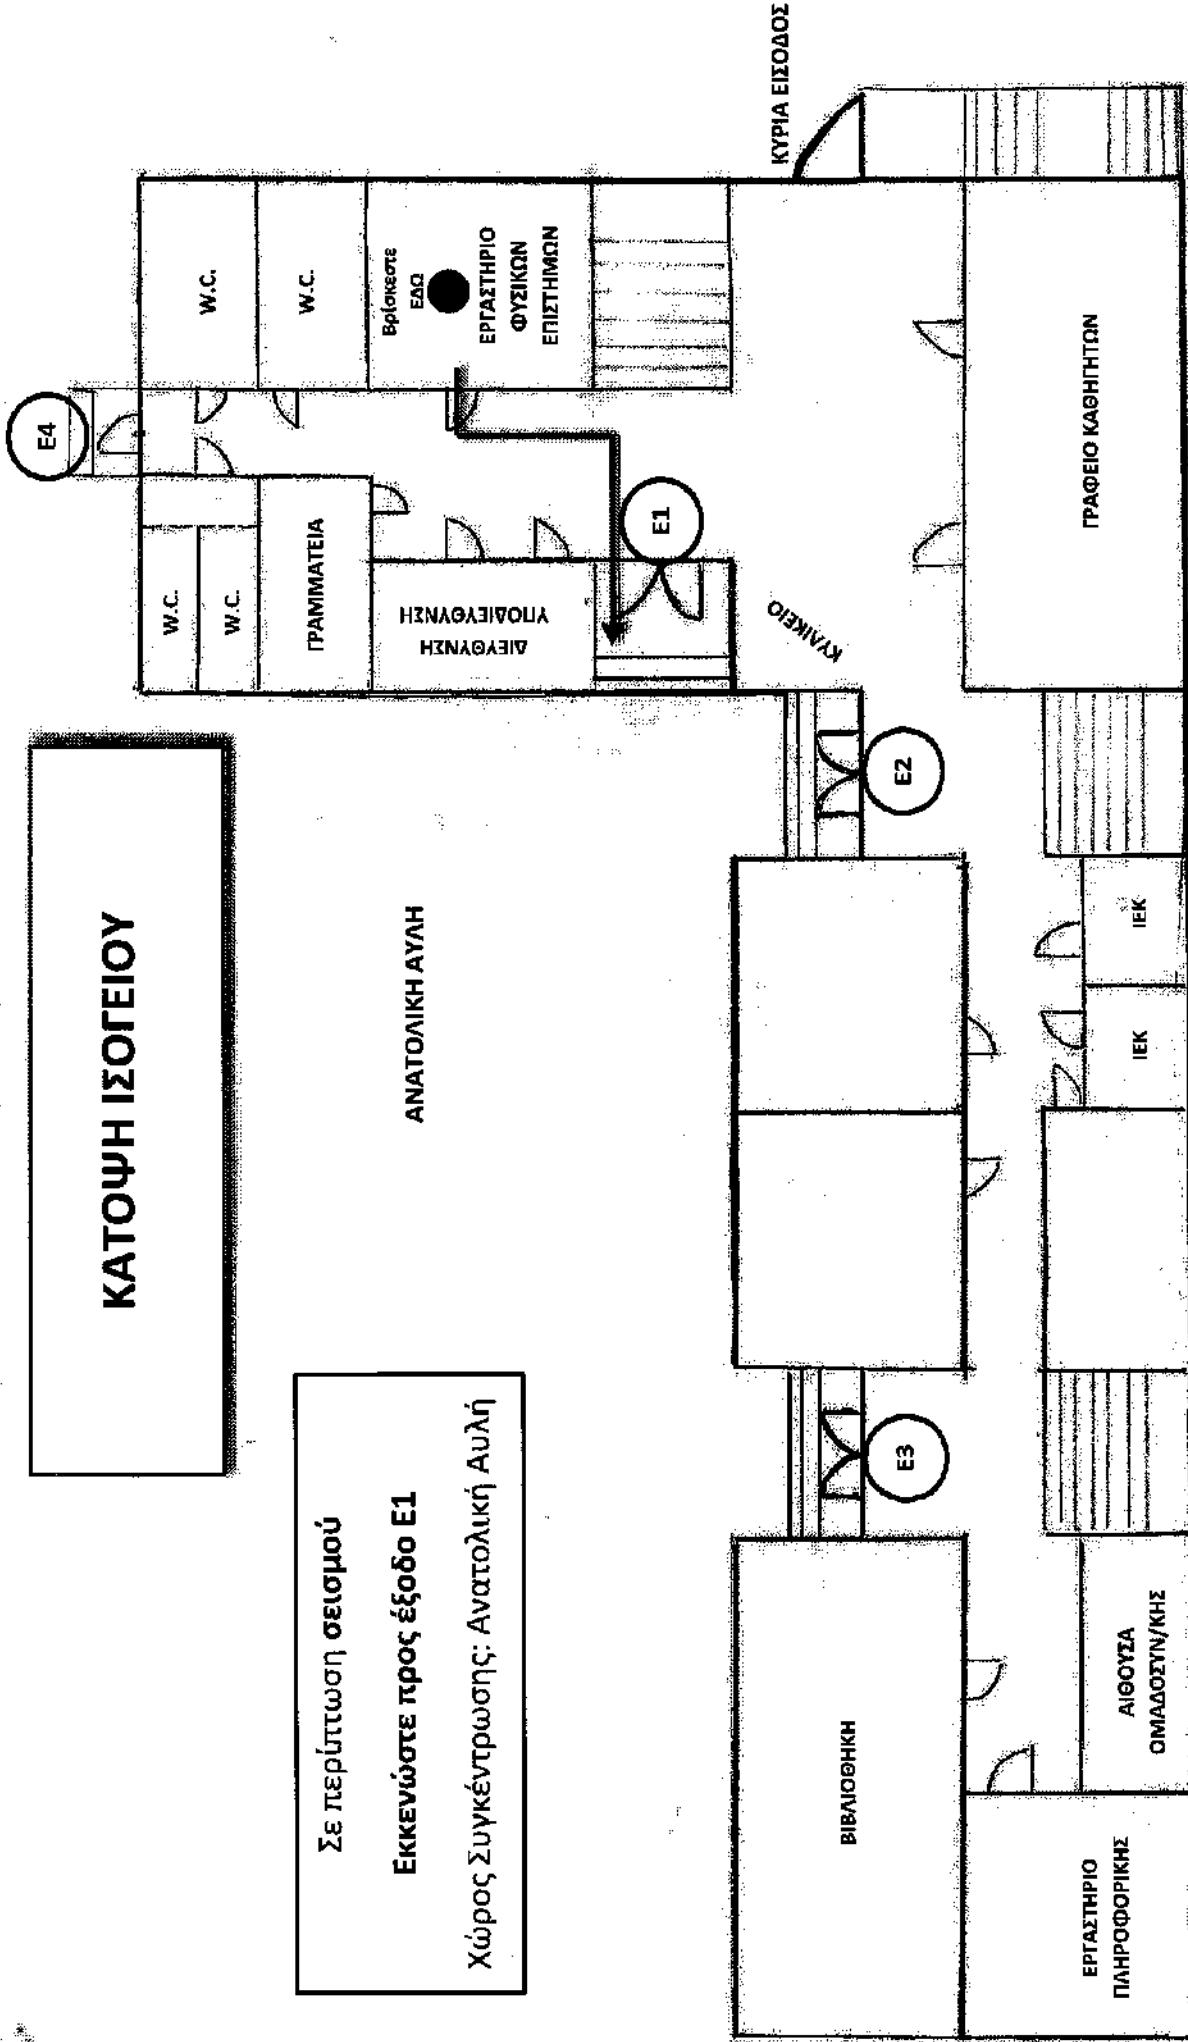 ΚΑΤΟΨΗ ΙΣΟΓΕΙΟΥ
Σε περίπτωση σεισμού
Εκκενώστε προς έξοδο Ε1
Χώρος Συγκέντρωσης: Ανατολική Αυλή
ΑΝΑΤΟΛΙΚΗ ΑΥΛΗ
Ε4
W.C.
W.C.
W.C.
W.C.
ΓΡΑΜΜΑΤΕΙΑ
Βρίσκεστε
ΕΔΩ
ΕΡΓΑΣΤΗΡΙΟ
ΦΥΣΙΚΩΝ
ΕΠΙΣΤΗΜΩΝ
ΔΙΕΥΘΥΝΣΗ
ΥΠΟΔΙΕΥΘΥΝΣΗ
Ε1
ΚΥΛΙΚΕΙΟ
ΚΥΡΙΑ ΕΙΣΟΔΟΣ
Ε3
Ε2
ΒΙΒΛΙΟΘΗΚΗ
ΓΡΑΦΕΙΟ ΚΑΘΗΓΗΤΩΝ
ΕΡΓΑΣΤΗΡΙΟ
ΠΛΗΡΟΦΟΡΙΚΗΣ
ΑΙΘΟΥΣΑ
ΟΜΑΔΟΣΥΝ/ΚΗΣ
ΙΕΚ
ΙΕΚ